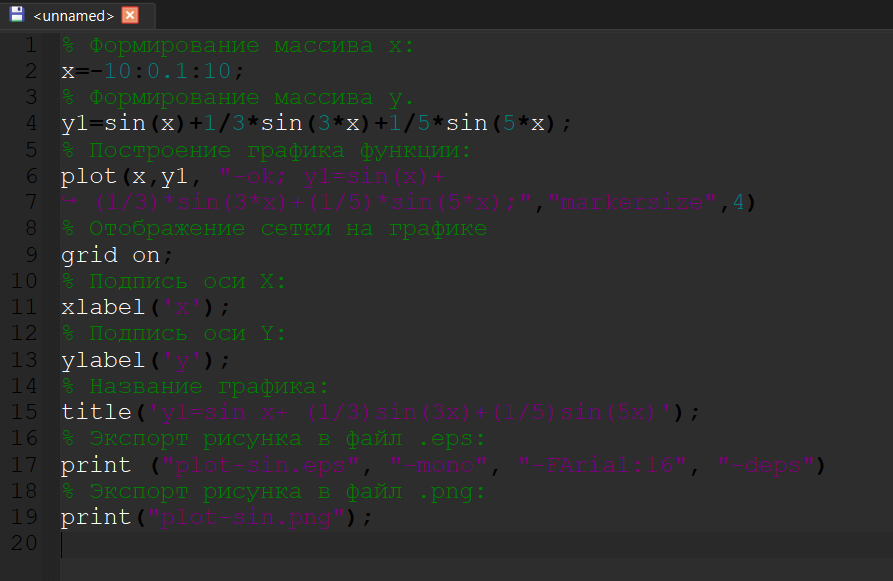 <unnamed>
1 % Формирование массива x:
2 x=-10:0.1:10;
3 % Формирование массива y.
4 y1=sin(x)+1/3*sin(3*x)+1/5*sin(5*x);
5 % Построение графика функции:
6 plot(x,y1, "-ok; y1=sin(x)+
7 → (1/3)*sin(3*x)+(1/5)*sin(5*x);","markersize",4)
8 % Отображение сетки на графике
9 grid on;
10 % Подпись оси X:
11 xlabel('x');
12 % Подпись оси Y:
13 ylabel('y');
14 % Название графика:
15 title('y1=sin x+ (1/3)sin(3x)+(1/5)sin(5x)');
16 % Экспорт рисунка в файл .eps:
17 print ("plot-sin.eps", "-mono", "-FArial:16", "-deps")
18 % Экспорт рисунка в файл .png:
19 print("plot-sin.png");
20